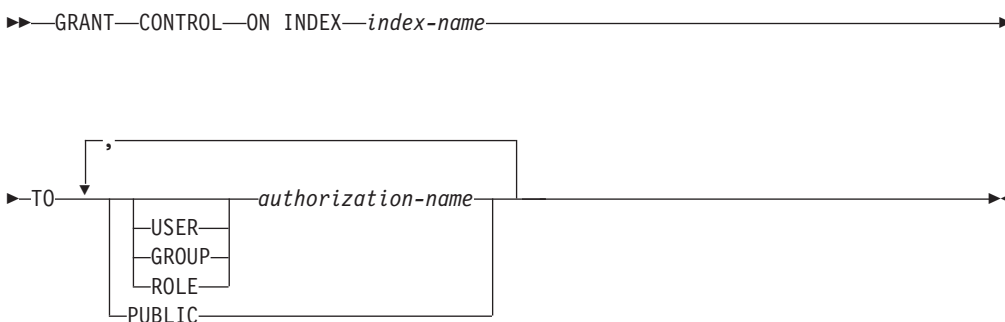 GRANT CONTROL ON INDEX index-name
,
TO authorization-name
USER
GROUP
ROLE
PUBLIC